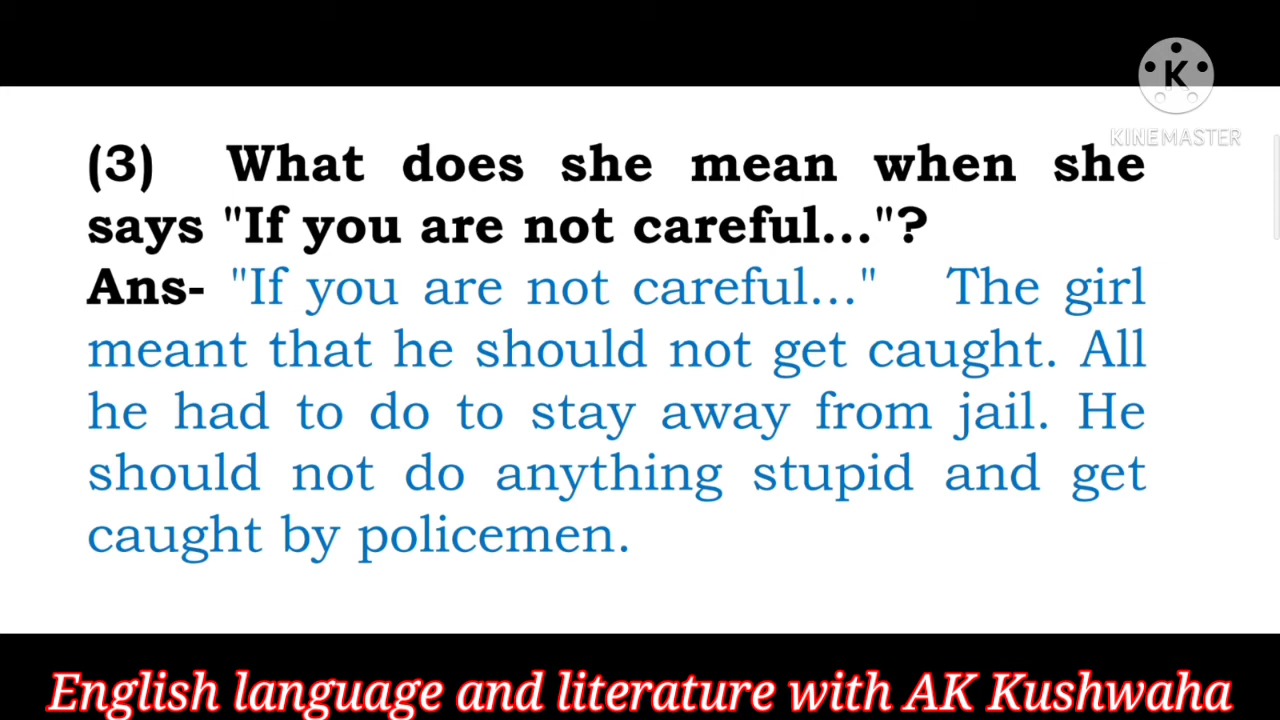 K
KINEMASTER
(3) What does she mean when she
says "If you are not careful..."?
Ans- "If you are not careful..." The girl
meant that he should not get caught. All
he had to do to stay away from jail. He
should not do anything stupid and get
caught by policemen.
English language and literature with AK Kushwaha